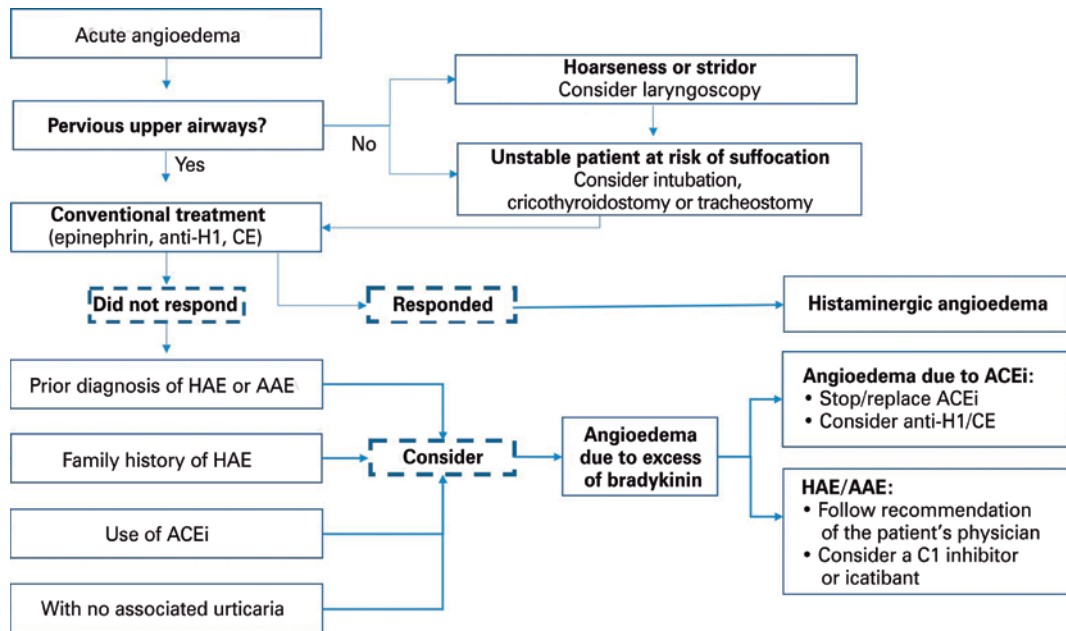 Acute angioedema
Pervious upper airways?
No
Yes
Hoarseness or stridor
Consider laryngoscopy
Unstable patient at risk of suffocation
Consider intubation,
cricothyroidostomy or tracheostomy
Conventional treatment
(epinephrin, anti-H1, CE)
Did not respond
Responded
Histaminergic angioedema
Prior diagnosis of HAE or AAE
Family history of HAE
Use of ACEi
With no associated urticaria
Consider
Angioedema
due to excess
of bradykinin
Angioedema due to ACEi:
• Stop/replace ACEi
• Consider anti-H1/CE
HAE/AAE:
• Follow recommendation
of the patient's physician
• Consider a C1 inhibitor
or icatibant